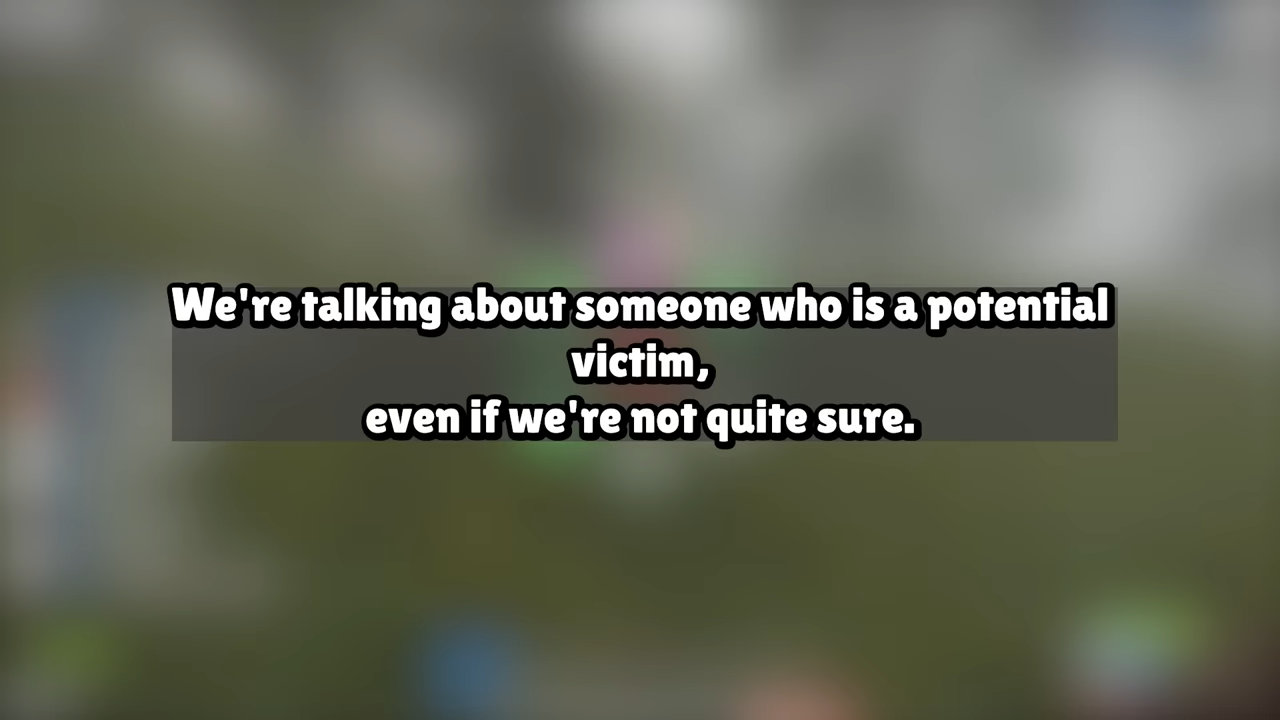 We're talking about someone who is a potential
victim,
even if we're not quite sure.